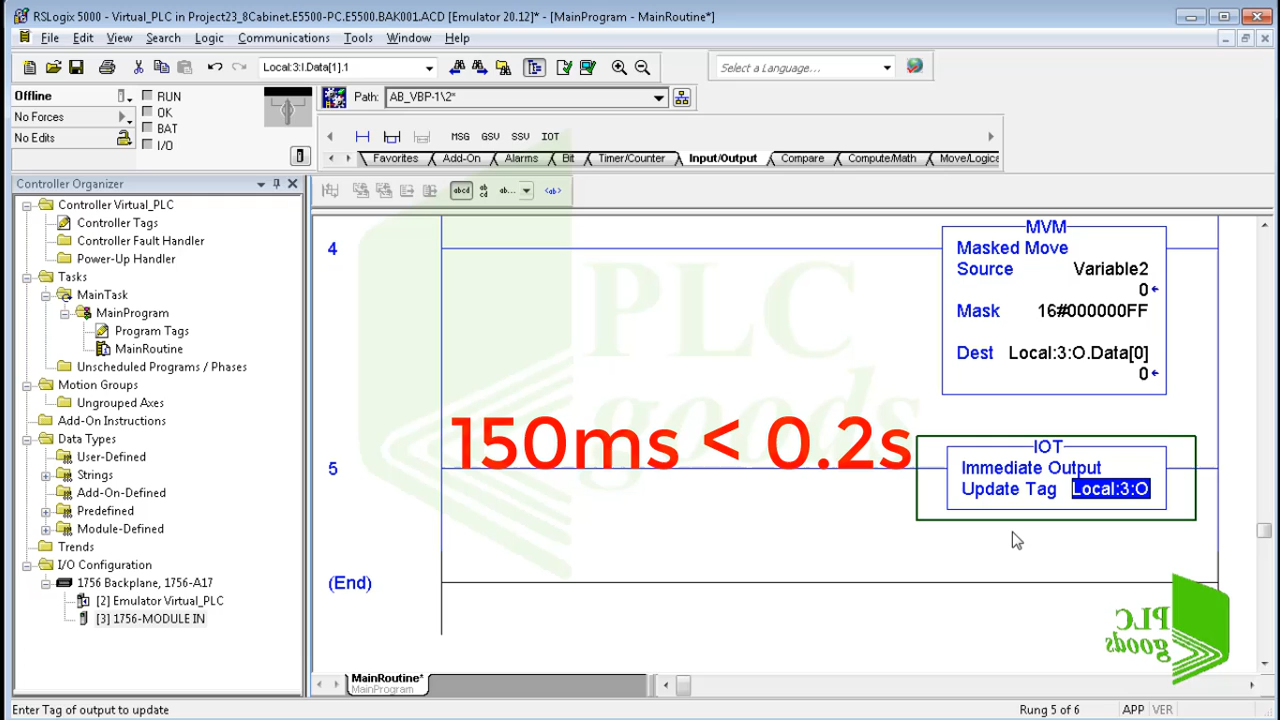 RSLogix 5000 - Virtual_PLC in Project23_8Cabinet.E5500-PC.E5500.BAK001.ACD [Emulator 20.12]* - [MainProgram - MainRoutine*]
File Edit View Search Logic Communications Tools Window Help
Local:3:I.Data[1].1
Select a Language...
Offline
RUN
No Forces
OK
No Edits
BAT
I/O
Path: AB_VBP-1\2*
MSG GSV SSV IOT
Favorites Add-On Alarms Bit Timer/Counter Input/Output Compare Compute/Math Move/Logica
Controller Organizer
abcd
ab
cd
ab...
<ab>
Controller Virtual_PLC
Controller Tags
Controller Fault Handler
Power-Up Handler
Tasks
MainTask
MainProgram
Program Tags
MainRoutine
Unscheduled Programs / Phases
Motion Groups
Ungrouped Axes
Add-On Instructions
Data Types
User-Defined
Strings
Add-On-Defined
Predefined
Module-Defined
Trends
I/O Configuration
1756 Backplane, 1756-A17
[2] Emulator Virtual_PLC
[3] 1756-MODULE IN
4
MVM
Masked Move
Source Variable2
0
Mask 16#000000FF
Dest Local:3:O.Data[0]
0
PLC
goods
150ms < 0.2s
5
IOT
Immediate Output
Update Tag Local:3:O
(End)
PLC
goods
MainRoutine*
MainProgram
Enter Tag of output to update
Rung 5 of 6
APP
VER